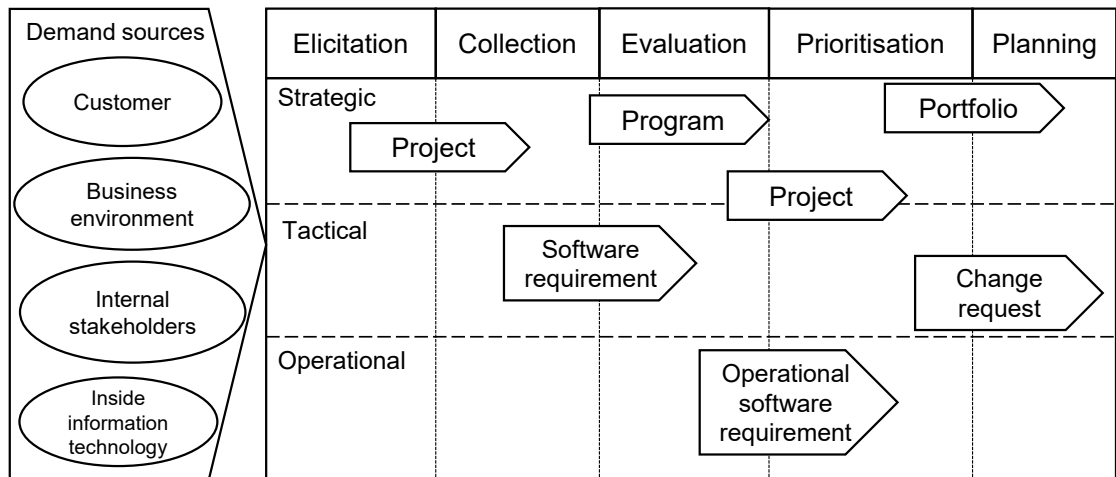 Demand sources
Customer
Business
environment
Internal
stakeholders
Inside
information
technology
Elicitation
Collection
Evaluation
Prioritisation
Planning
Strategic
Project
Program
Portfolio
Project
Tactical
Software
requirement
Change
request
Operational
Operational
software
requirement